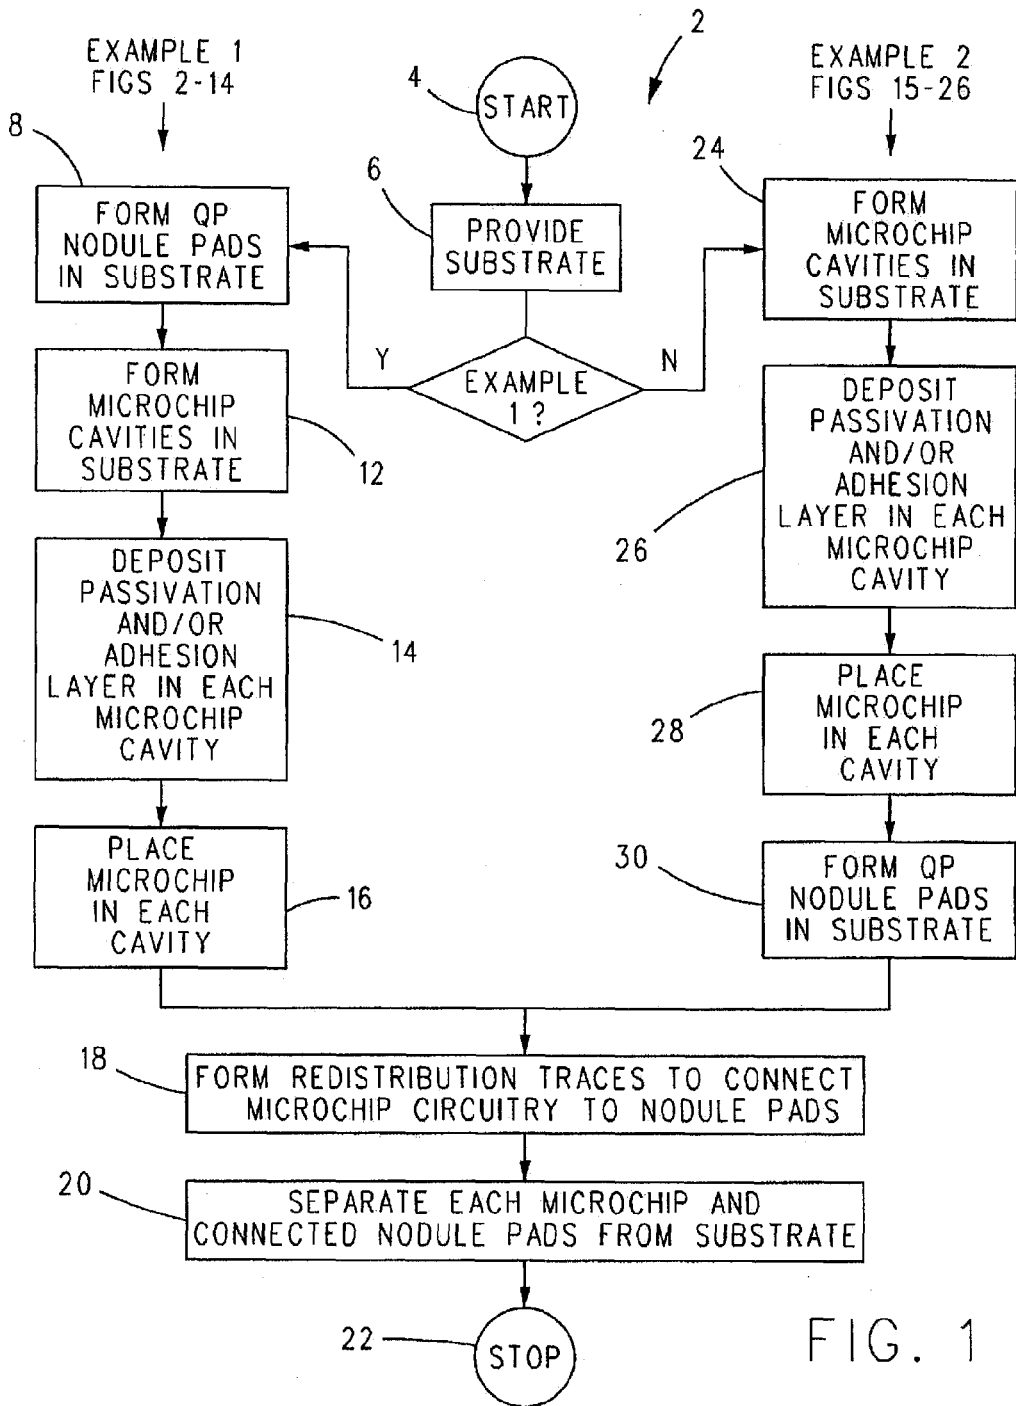 2
EXAMPLE 1
FIGS 2-14
4
START
EXAMPLE 2
FIGS 15-26
8
FORM QP
NODULE PADS
IN SUBSTRATE
6
PROVIDE
SUBSTRATE
24
FORM
MICROCHIP
CAVITIES IN
SUBSTRATE
Y
EXAMPLE
1?
N
FORM
MICROCHIP
CAVITIES IN
SUBSTRATE
12
DEPOSIT
PASSIVATION
AND/OR
ADHESION
LAYER IN EACH
MICROCHIP
CAVITY
14
PLACE
MICROCHIP
IN EACH
CAVITY
16
DEPOSIT
PASSIVATION
AND/OR
ADHESION
LAYER IN EACH
MICROCHIP
CAVITY
26
PLACE
MICROCHIP
IN EACH
CAVITY
28
30
FORM QP
NODULE PADS
IN SUBSTRATE
18
FORM REDISTRIBUTION TRACES TO CONNECT
MICROCHIP CIRCUITRY TO NODULE PADS
20
SEPARATE EACH MICROCHIP AND
CONNECTED NODULE PADS FROM SUBSTRATE
22
STOP
FIG. 1